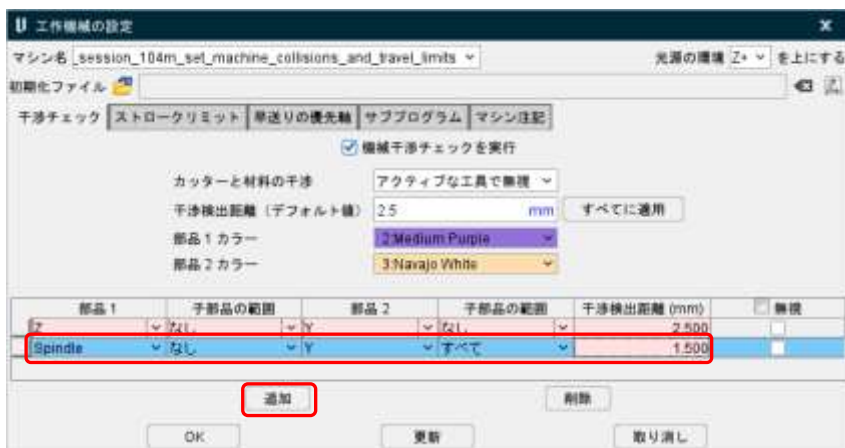 工作機械の設定
マシン名 _session_104m_set_machine_collisions_and_travel_limits 光源の環境 Z+ を上にする
初期化ファイル
干渉チェック ストロークリミット 早送りの優先軸 サブプログラム マシン注記
機械干渉チェックを実行
カッターと材料の干渉 アクティブな工具で無視
干渉検出距離(デフォルト値) 2.5 mm すべてに適用
部品1カラー 2:Medium Purple
部品2カラー 3:Navajo White
部品1 子部品の範囲 部品2 子部品の範囲 干渉検出距離 (mm) 無視
Z なし Y なし 2.500
Spindle なし Y すべて 1.500
追加 削除
OK 更新 取り消し